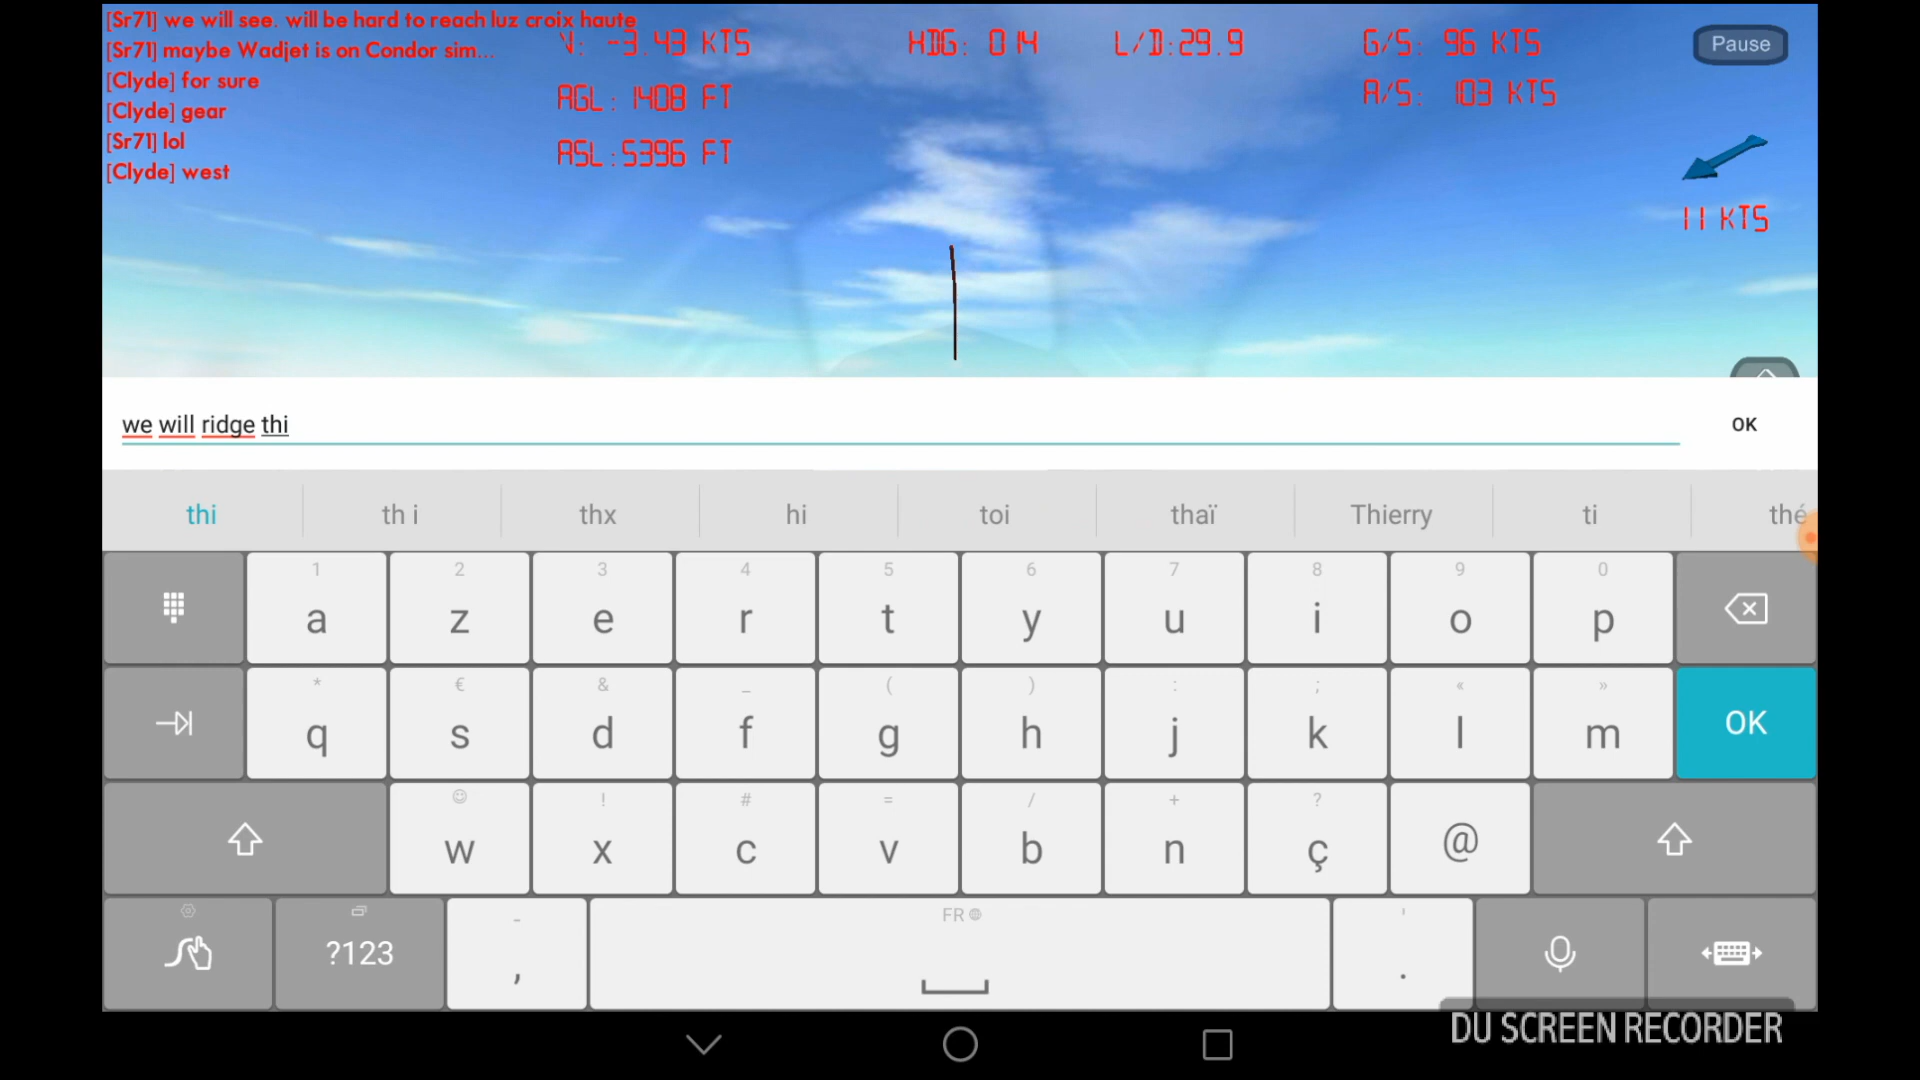 [Sr71] we will see. will be hard to reach luz croix haute
[Sr71] maybe Wadjet is on Condor sim...
[Clyde] for sure
[Clyde] gear
[Sr71] lol
[Clyde] west
V: -3.43 KTS
HDG: 014
L/D:29.9
G/S: 96 KTS
Pause
AGL: 1408 FT
A/S: 103 KTS
ASL:5396 FT
11 KTS
we will ridge thi
OK
thi th i thx hi toi thaï Thierry ti thé
1 2 3 4 5 6 7 8 9 0
a z e r t y u i o p
* € & _ ( ) : ; « »
q s d f g h j k l m OK
! # = / + ?
w x c v b n ç @
- FR '
?123 , .
DU SCREEN RECORDER